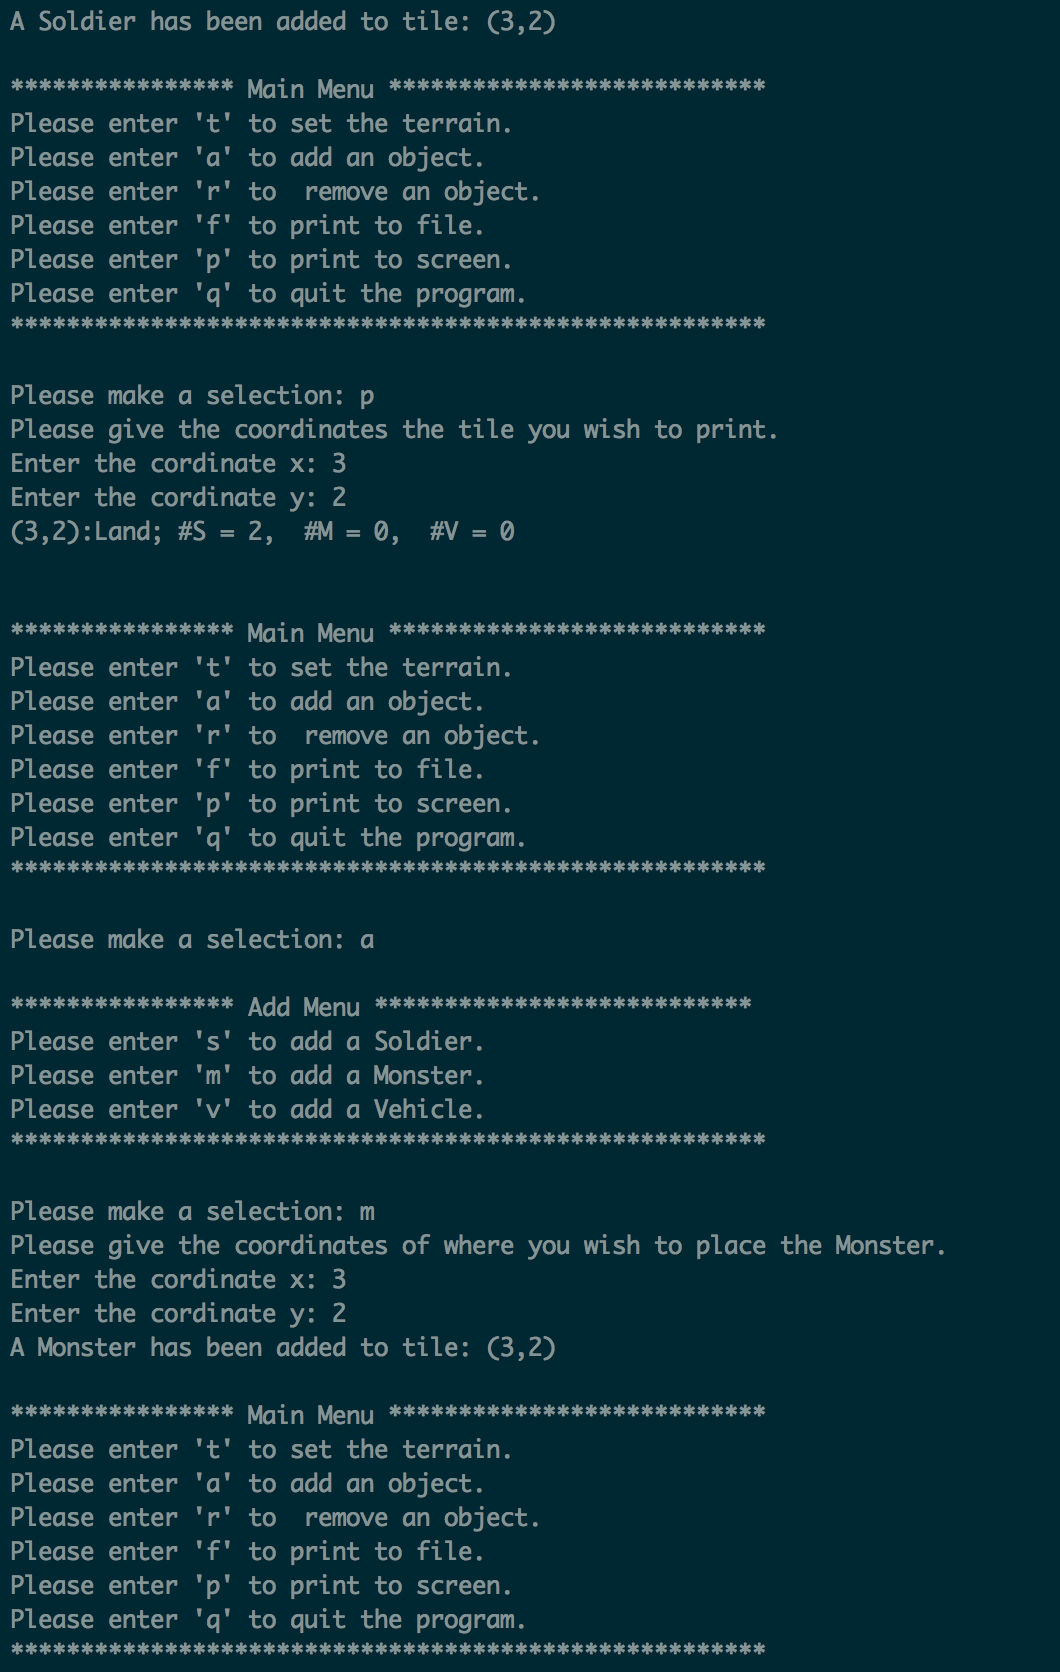 A Soldier has been added to tile: (3,2)
**************** Main Menu ***************************
Please enter 't' to set the terrain.
Please enter 'a' to add an object.
Please enter 'r' to  remove an object.
Please enter 'f' to print to file.
Please enter 'p' to print to screen.
Please enter 'q' to quit the program.
******************************************************
Please make a selection: p
Please give the coordinates the tile you wish to print.
Enter the cordinate x: 3
Enter the cordinate y: 2
(3,2):Land; #S = 2,  #M = 0,  #V = 0
**************** Main Menu ***************************
Please enter 't' to set the terrain.
Please enter 'a' to add an object.
Please enter 'r' to  remove an object.
Please enter 'f' to print to file.
Please enter 'p' to print to screen.
Please enter 'q' to quit the program.
******************************************************
Please make a selection: a
**************** Add Menu ***************************
Please enter 's' to add a Soldier.
Please enter 'm' to add a Monster.
Please enter 'v' to add a Vehicle.
******************************************************
Please make a selection: m
Please give the coordinates of where you wish to place the Monster.
Enter the cordinate x: 3
Enter the cordinate y: 2
A Monster has been added to tile: (3,2)
**************** Main Menu ***************************
Please enter 't' to set the terrain.
Please enter 'a' to add an object.
Please enter 'r' to  remove an object.
Please enter 'f' to print to file.
Please enter 'p' to print to screen.
Please enter 'q' to quit the program.
******************************************************